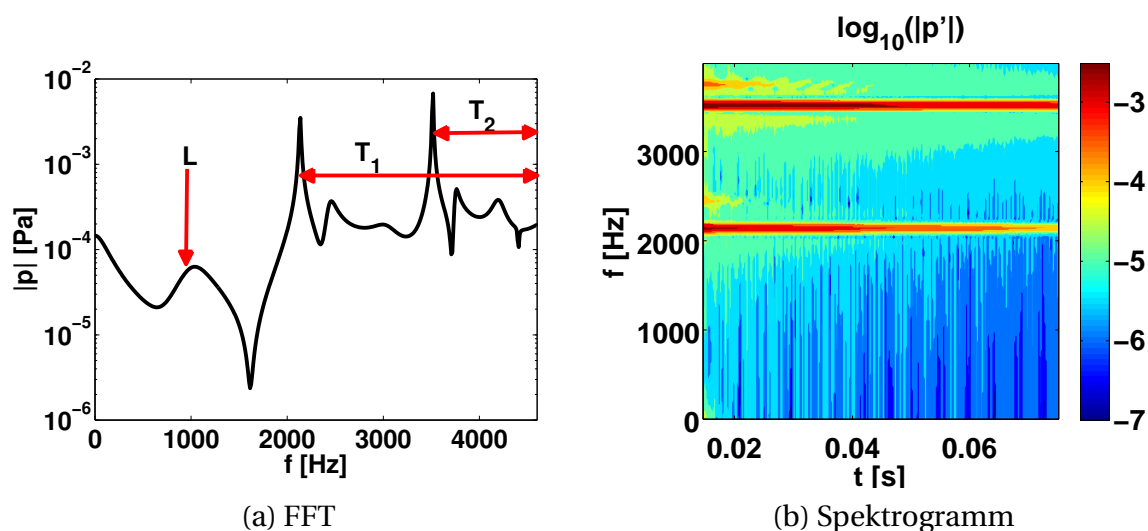 10⁻²
10⁻³
10⁻⁴
10⁻⁵
10⁻⁶
|p| [Pa]
L
T₁
T₂
0 1000 2000 3000 4000
f [Hz]
(a) FFT
log₁₀(|p'|)
3000
2000
1000
0
f [Hz]
0.02 0.04 0.06
t [s]
−3
−4
−5
−6
−7
(b) Spektrogramm